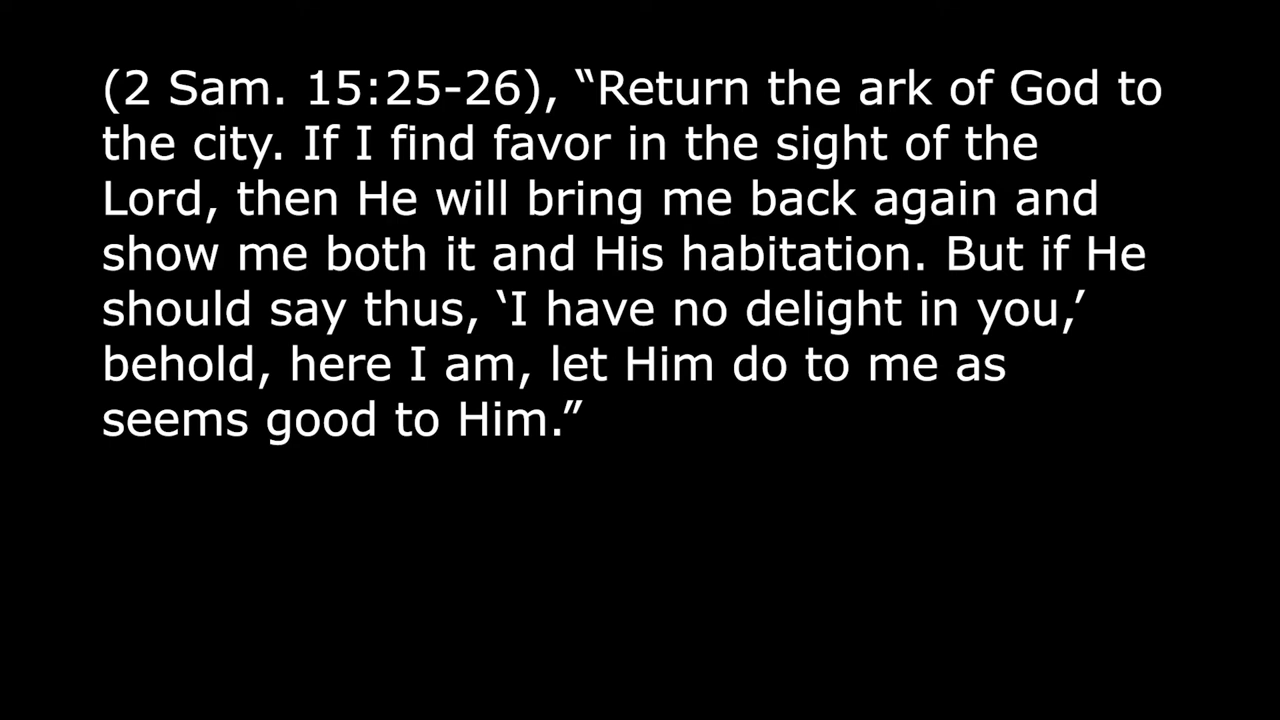 (2 Sam. 15:25-26), “Return the ark of God to
the city. If I find favor in the sight of the
Lord, then He will bring me back again and
show me both it and His habitation. But if He
should say thus, ‘I have no delight in you,’
behold, here I am, let Him do to me as
seems good to Him.”